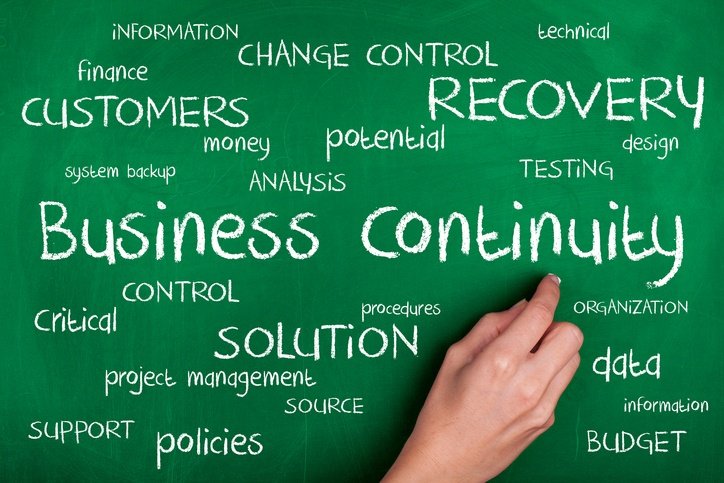 iNFORMATiON
technical
CHANGE CONTROL
finance
RECOVERY
CUSTOMERS
potential
money
design
system backup
ANALYSiS
TESTiNG
Business Continuity
CONTROL
procedures
ORGANiZATiON
Critical
SOLUTiON
data
project management
SOURCE
information
SUPPORT
policies
BUDGET